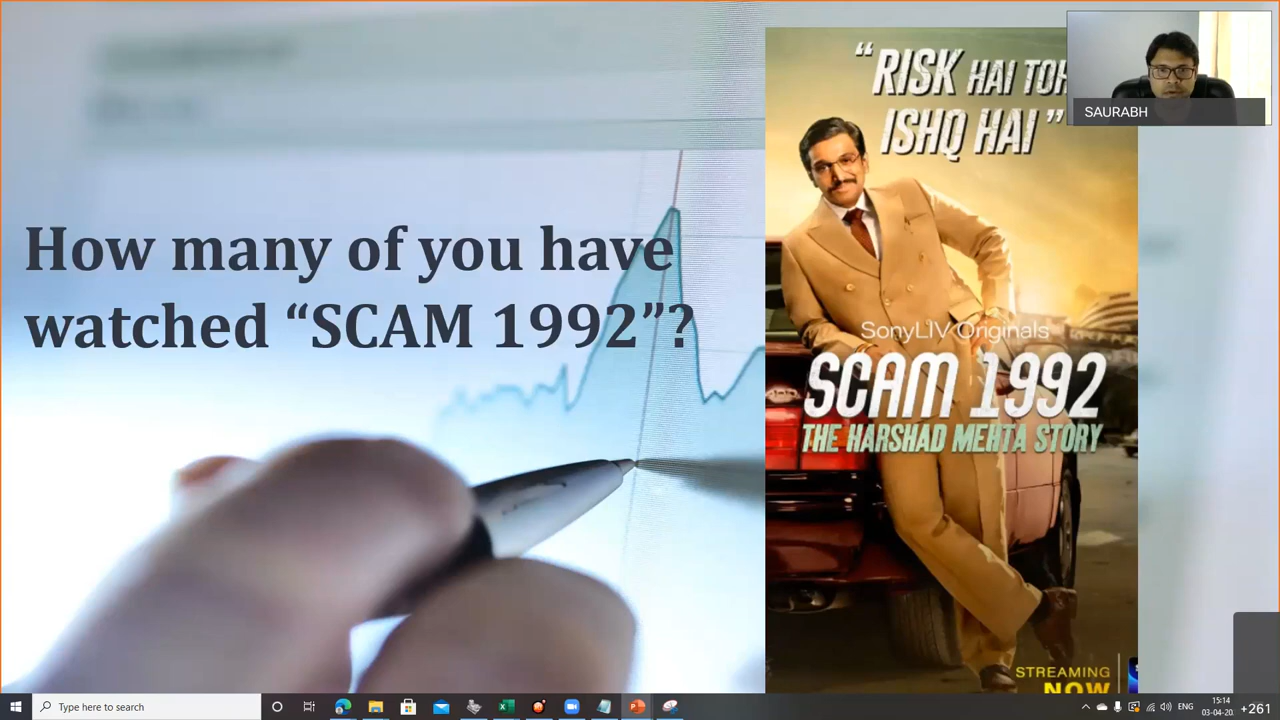 How many of you have
watched “SCAM 1992”?
“RISK HAI TOH
ISHQ HAI”
SonyLIV Originals
SCAM 1992
THE HARSHAD MEHTA STORY
STREAMING
NOW
SAURABH
Type here to search
ENG
15:14
03-04-20
+261